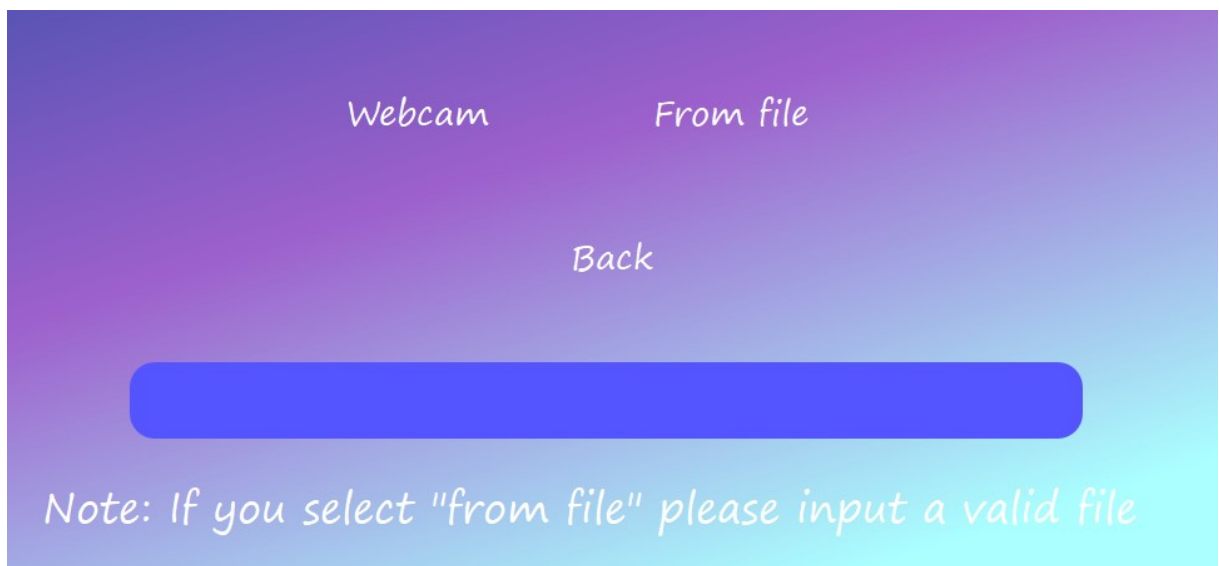 Webcam From file
Back
Note: If you select "from file" please input a valid file